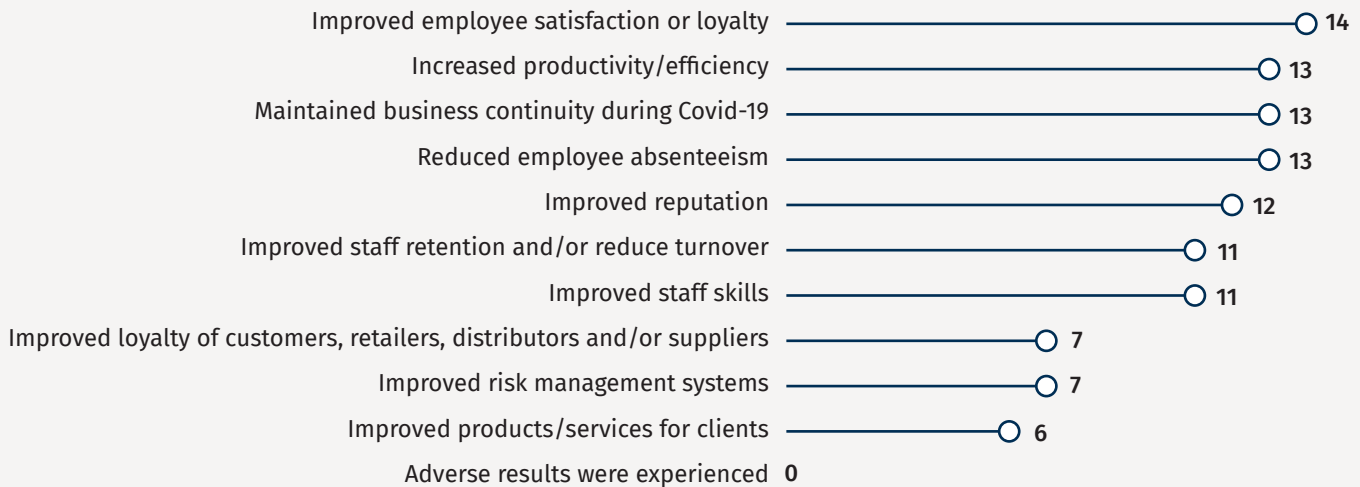 Improved employee satisfaction or loyalty 14
Increased productivity/efficiency 13
Maintained business continuity during Covid-19 13
Reduced employee absenteeism 13
Improved reputation 12
Improved staff retention and/or reduce turnover 11
Improved staff skills 11
Improved loyalty of customers, retailers, distributors and/or suppliers 7
Improved risk management systems 7
Improved products/services for clients 6
Adverse results were experienced 0